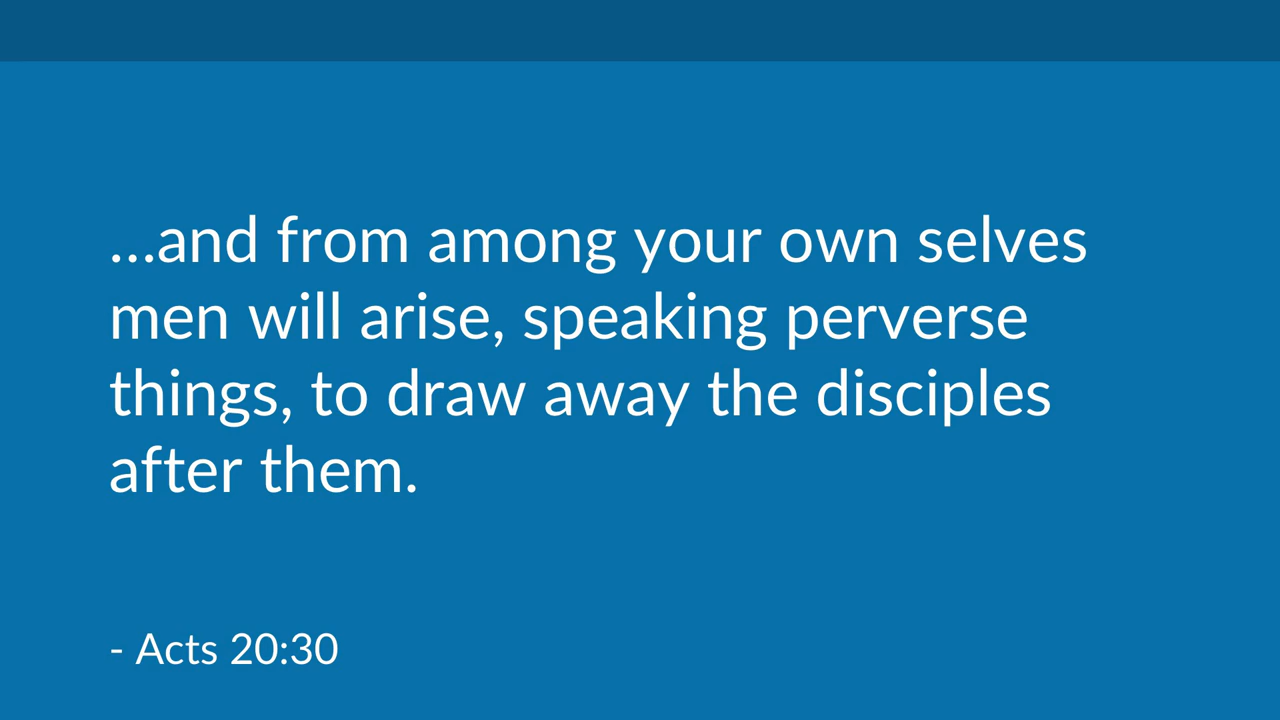 ...and from among your own selves
men will arise, speaking perverse
things, to draw away the disciples
after them.
- Acts 20:30